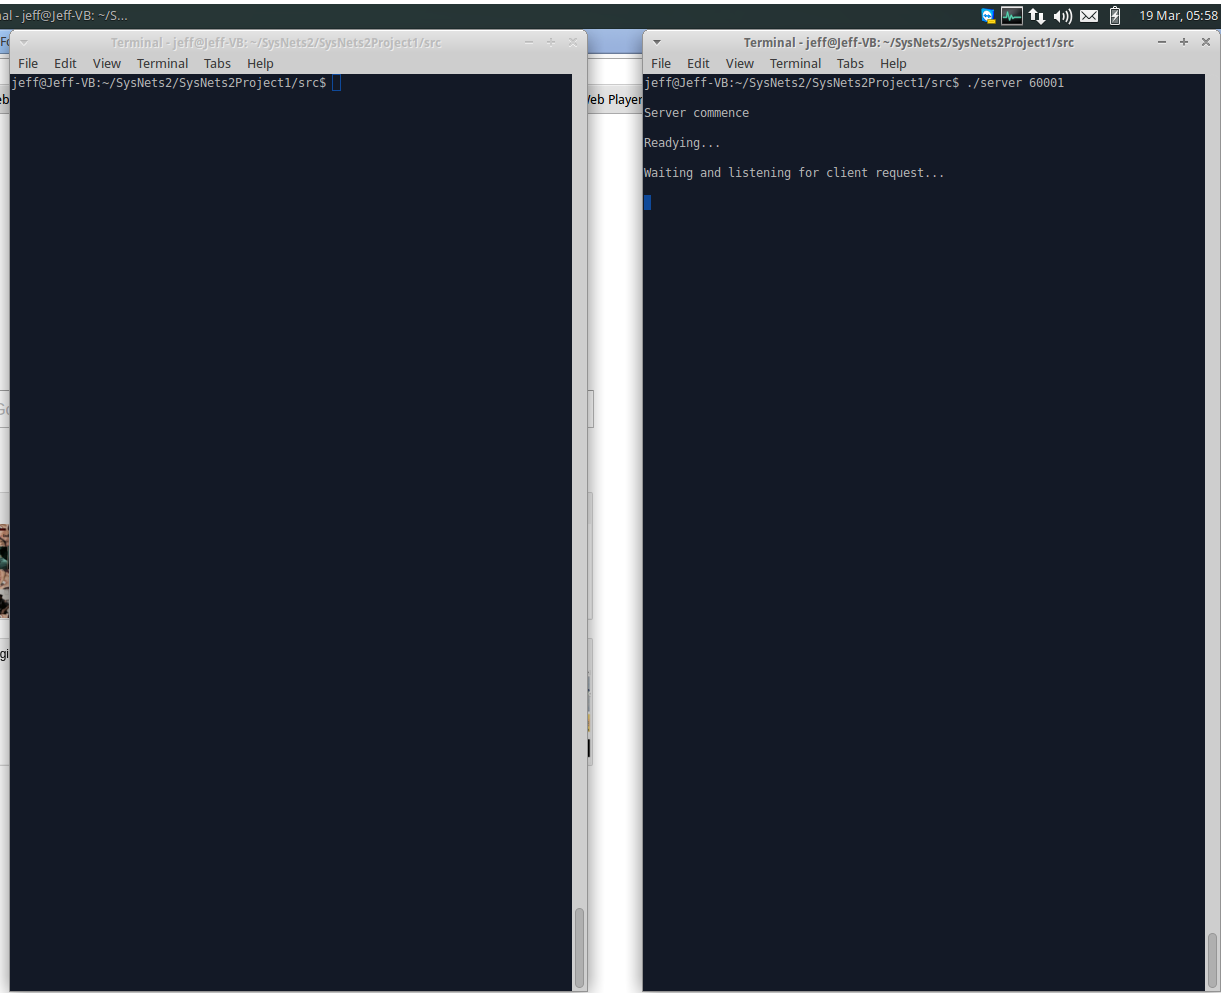 al - jeff@Jeff-VB: ~/S...
19 Mar, 05:58
Terminal - jeff@Jeff-VB: ~/SysNets2/SysNets2Project1/src
File Edit View Terminal Tabs Help
jeff@Jeff-VB:~/SysNets2/SysNets2Project1/src$
eb Player
Terminal - jeff@Jeff-VB: ~/SysNets2/SysNets2Project1/src
File Edit View Terminal Tabs Help
jeff@Jeff-VB:~/SysNets2/SysNets2Project1/src$ ./server 60001
Server commence
Readying...
Waiting and listening for client request...